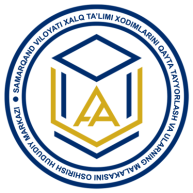 SAMARQAND VILOYATI XALQ TA'LIMI XODIMLARINI QAYTA TAYYORLASH VA ULARNING MALAKASINI OSHIRISH HUDUDIY MARKAZI